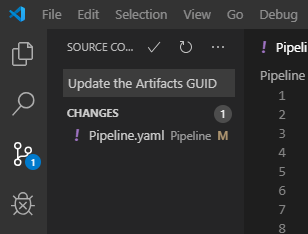 File Edit View Go Debug
SOURCE CO... ...
! Pipeli
Update the Artifacts GUID
Pipeline
CHANGES 1
! Pipeline.yaml Pipeline M
1
1
2
3
4
5
6
7
8